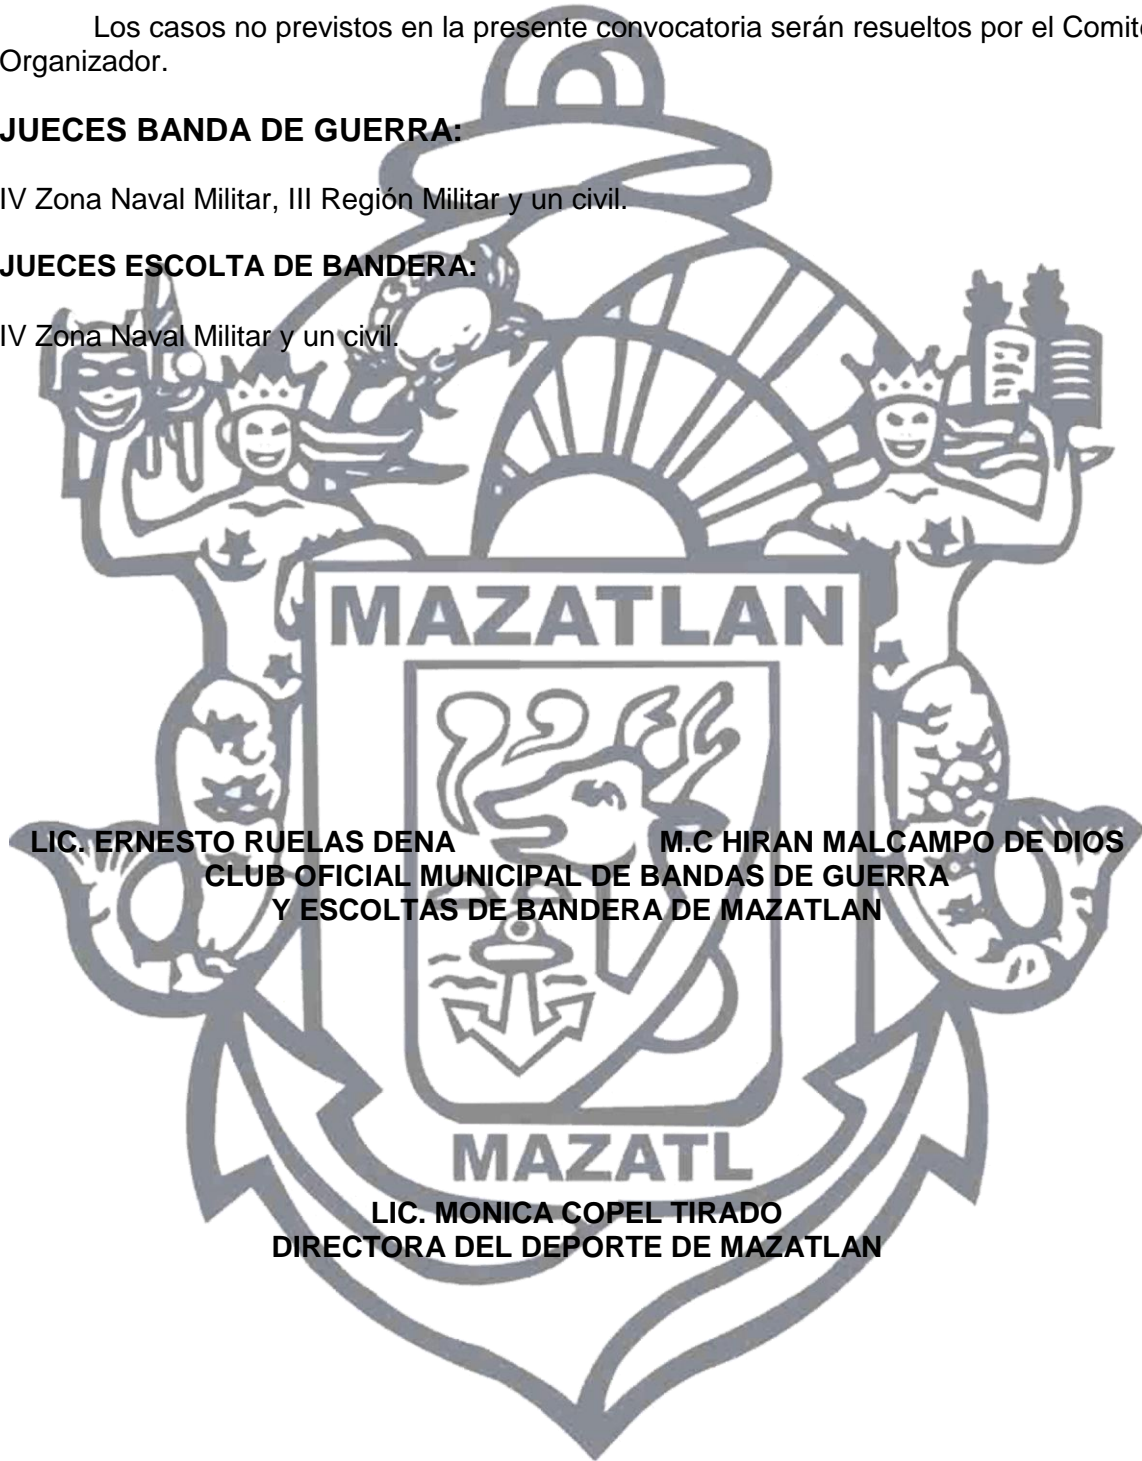 Los casos no previstos en la presente convocatoria serán resueltos por el Comité
Organizador.
JUECES BANDA DE GUERRA:
IV Zona Naval Militar, III Región Militar y un civil.
JUECES ESCOLTA DE BANDERA:
IV Zona Naval Militar y un civil.
MAZATLAN
LIC. ERNESTO RUELAS DENA M.C HIRAN MALCAMPO DE DIOS
CLUB OFICIAL MUNICIPAL DE BANDAS DE GUERRA
Y ESCOLTAS DE BANDERA DE MAZATLAN
MAZATL
LIC. MONICA COPEL TIRADO
DIRECTORA DEL DEPORTE DE MAZATLAN